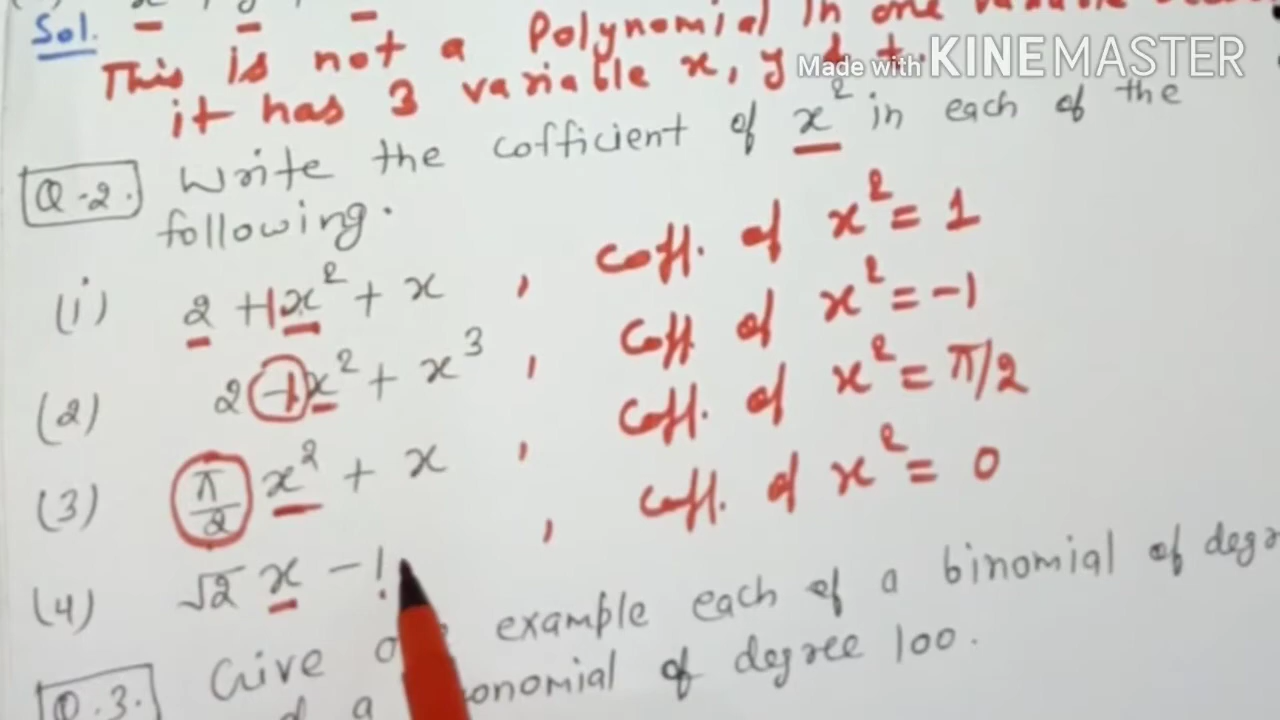 Sol.
This is not a Polynomial in one variable
it has 3 variable x, y & t.
Made with KINEMASTER
Q-2. Write the cofficient of x² in each of the
following.
(i) 2 + 1x² + x , coff. of x² = 1
(2) 2 - 1x² + x³ , coff of x² = -1
(3) π/2 x² + x , coff. of x² = π/2
(4) √2 x - 1 , coff. of x² = 0
Q.3. Give example each of a binomial of
a monomial of degree 100.